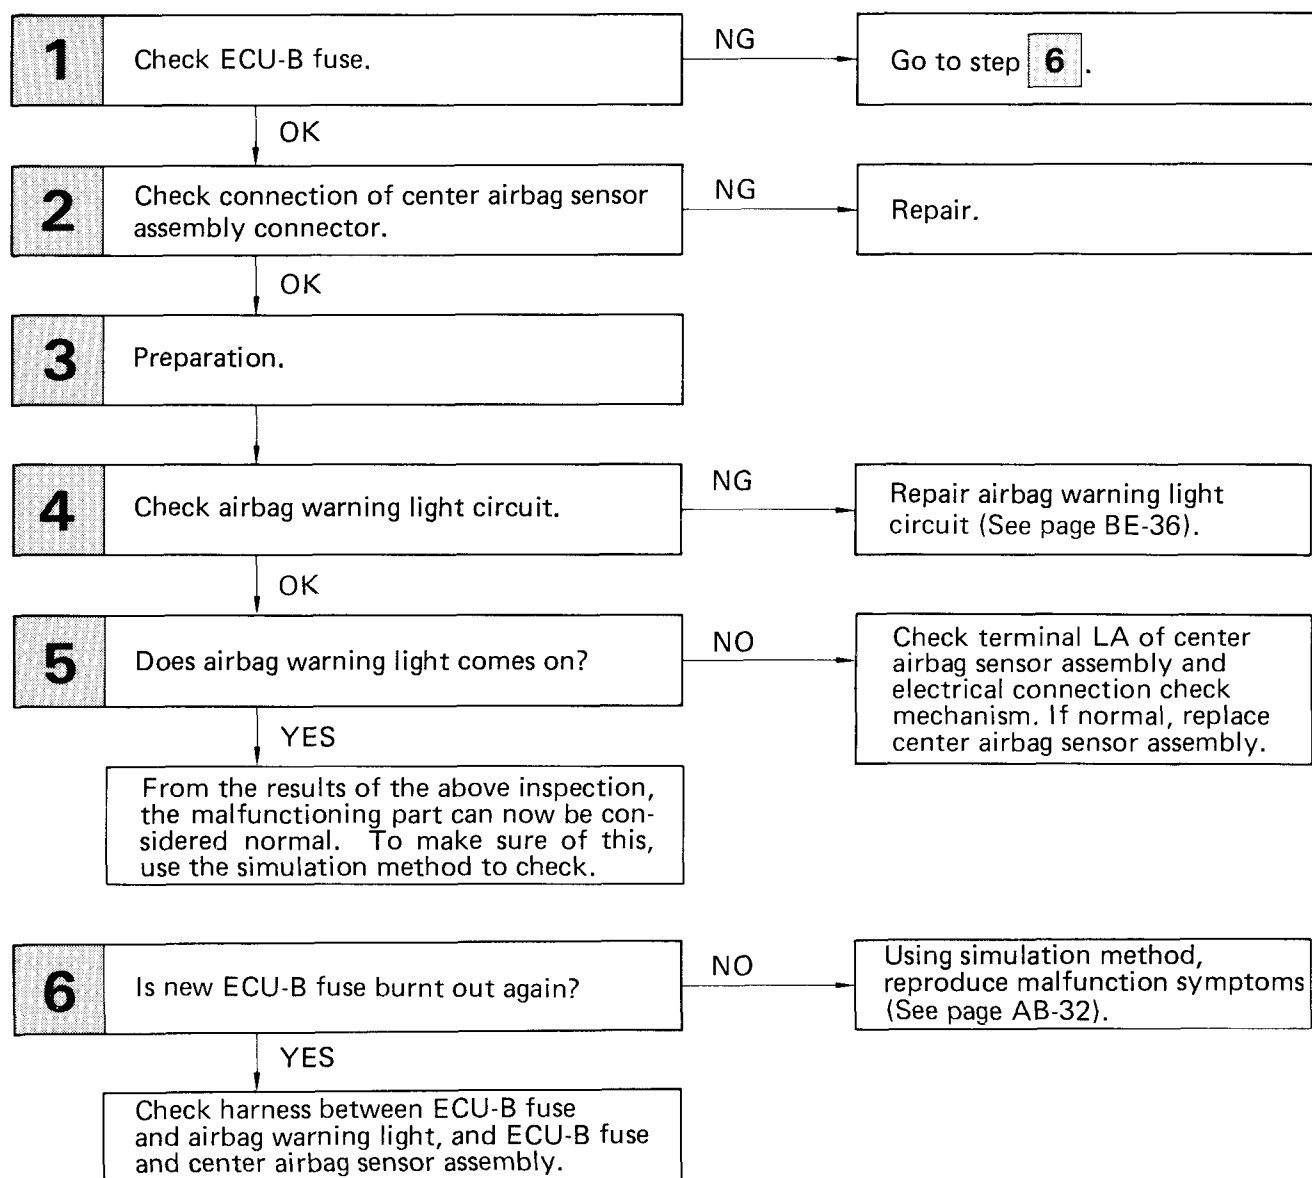 1
Check ECU-B fuse.
NG
Go to step 6 .
OK
2
Check connection of center airbag sensor
assembly connector.
NG
Repair.
OK
3
Preparation.
4
Check airbag warning light circuit.
NG
Repair airbag warning light
circuit (See page BE-36).
OK
5
Does airbag warning light comes on?
NO
Check terminal LA of center
airbag sensor assembly and
electrical connection check
mechanism. If normal, replace
center airbag sensor assembly.
YES
From the results of the above inspection,
the malfunctioning part can now be con-
sidered normal. To make sure of this,
use the simulation method to check.
6
Is new ECU-B fuse burnt out again?
NO
Using simulation method,
reproduce malfunction symptoms
(See page AB-32).
YES
Check harness between ECU-B fuse
and airbag warning light, and ECU-B fuse
and center airbag sensor assembly.